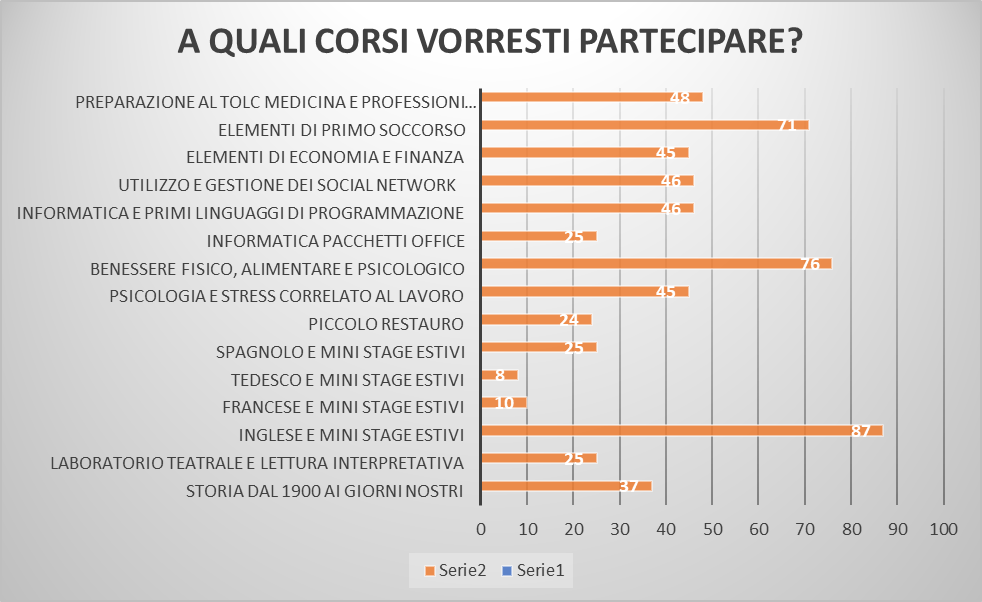 A QUALI CORSI VORRESTI PARTECIPARE?
PREPARAZIONE AL TOLC MEDICINA E PROFESSIONI… 48
ELEMENTI DI PRIMO SOCCORSO 71
ELEMENTI DI ECONOMIA E FINANZA 45
UTILIZZO E GESTIONE DEI SOCIAL NETWORK 46
INFORMATICA E PRIMI LINGUAGGI DI PROGRAMMAZIONE 46
INFORMATICA PACCHETTI OFFICE 25
BENESSERE FISICO, ALIMENTARE E PSICOLOGICO 76
PSICOLOGIA E STRESS CORRELATO AL LAVORO 45
PICCOLO RESTAURO 24
SPAGNOLO E MINI STAGE ESTIVI 25
TEDESCO E MINI STAGE ESTIVI 8
FRANCESE E MINI STAGE ESTIVI 10
INGLESE E MINI STAGE ESTIVI 87
LABORATORIO TEATRALE E LETTURA INTERPRETATIVA 25
STORIA DAL 1900 AI GIORNI NOSTRI 37
0 10 20 30 40 50 60 70 80 90 100
Serie2 Serie1